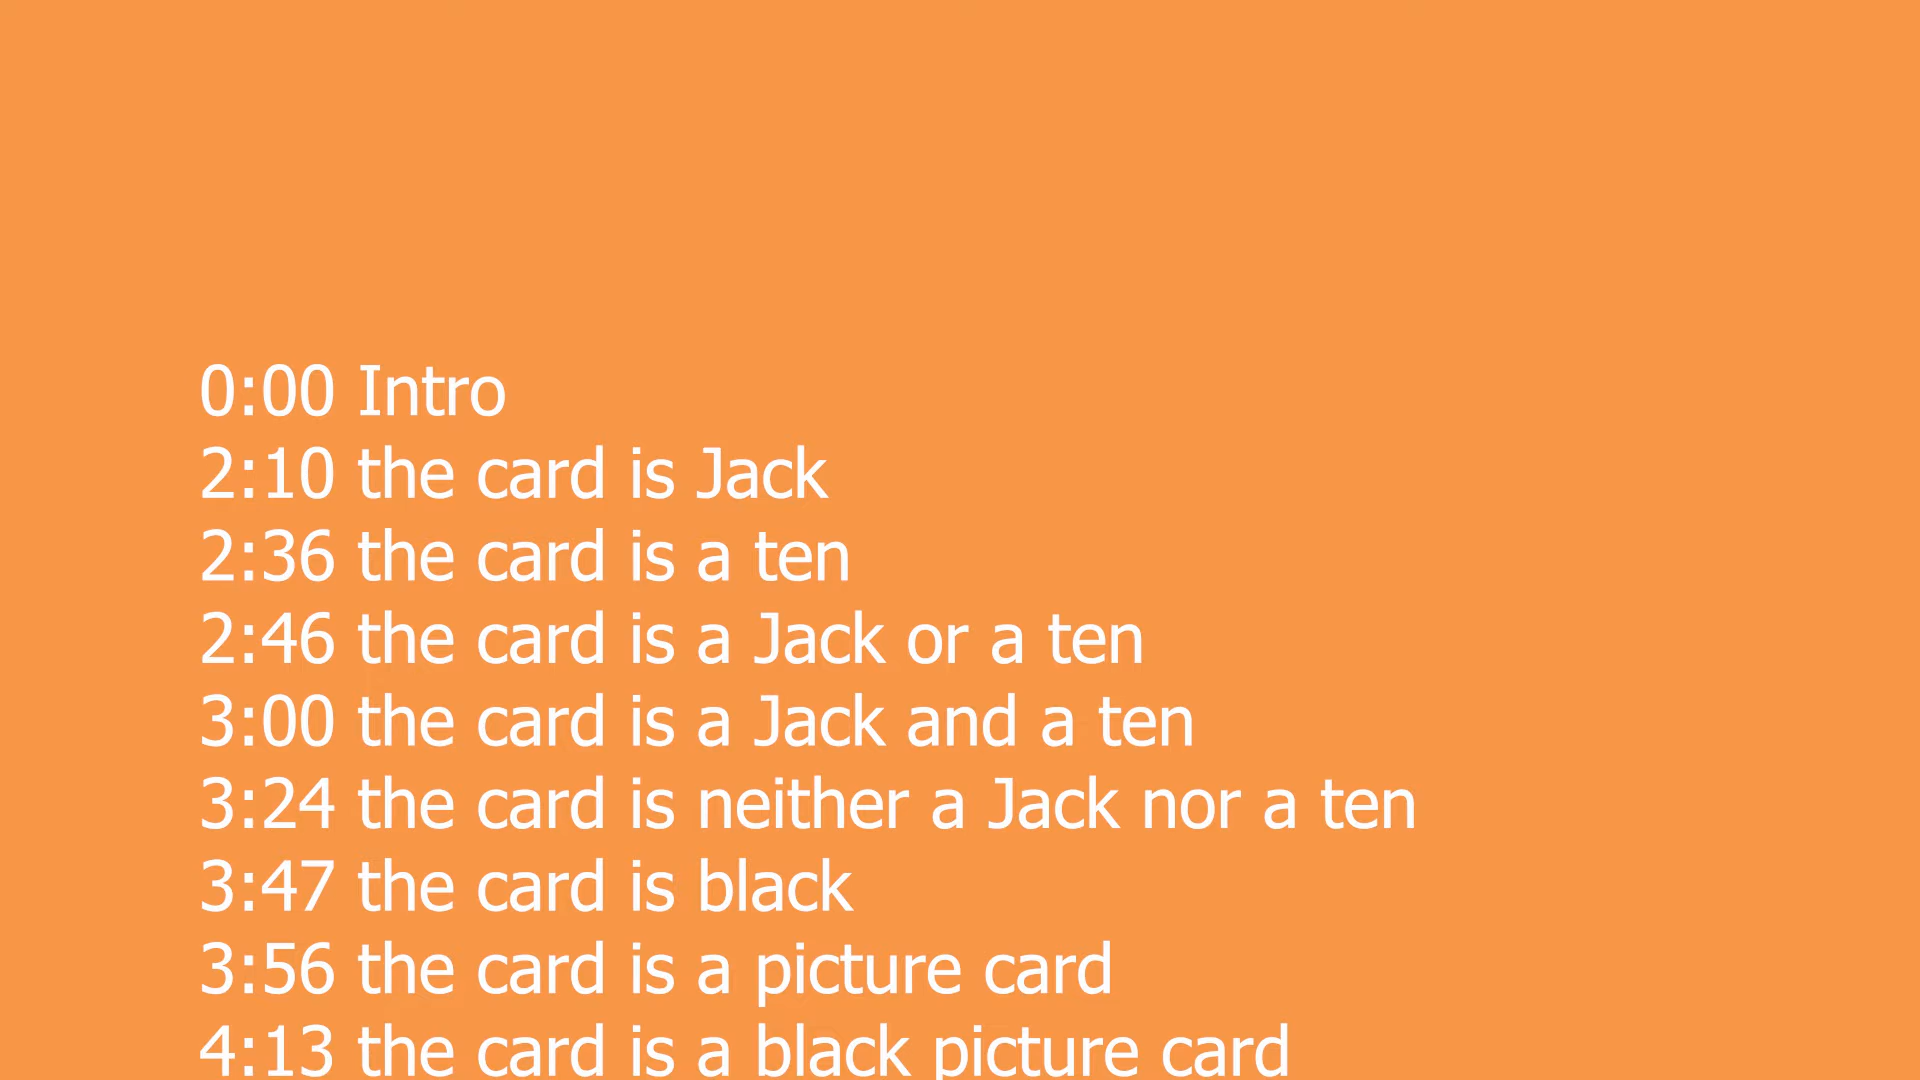 0:00 Intro
2:10 the card is Jack
2:36 the card is a ten
2:46 the card is a Jack or a ten
3:00 the card is a Jack and a ten
3:24 the card is neither a Jack nor a ten
3:47 the card is black
3:56 the card is a picture card
4:13 the card is a black picture card